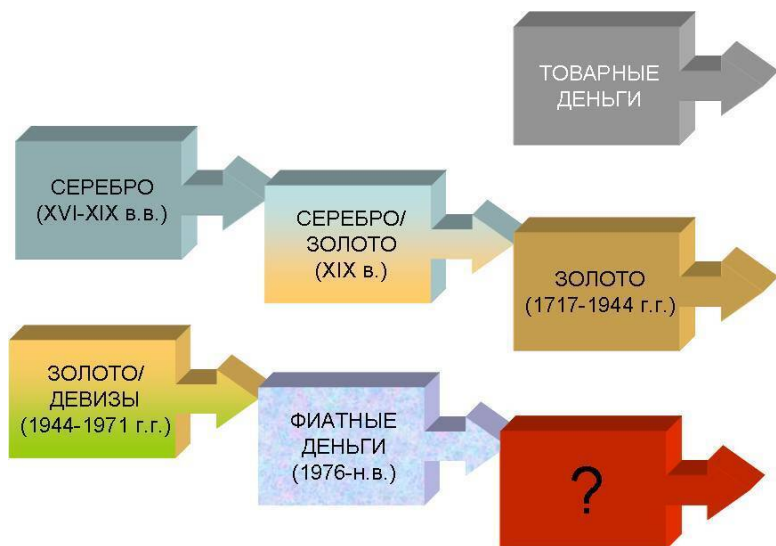 ТОВАРНЫЕ
ДЕНЬГИ
СЕРЕБРО
(XVI-XIX в.в.)
СЕРЕБРО/
ЗОЛОТО
(XIX в.)
ЗОЛОТО
(1717-1944 г.г.)
ЗОЛОТО/
ДЕВИЗЫ
(1944-1971 г.г.)
ФИАТНЫЕ
ДЕНЬГИ
(1976-н.в.)
?